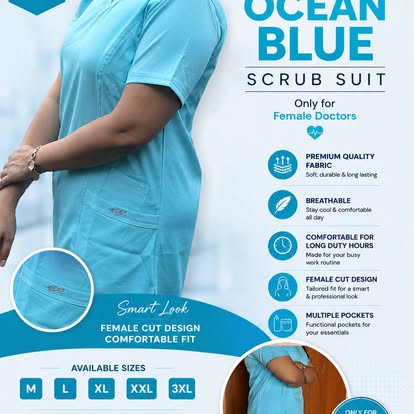 OCEAN
BLUE
SCRUB SUIT
Only for
Female Doctors
PREMIUM QUALITY
FABRIC
Soft, durable & long lasting
BREATHABLE
Stay cool & comfortable
all day
COMFORTABLE FOR
LONG DUTY HOURS
Made for your busy
work routine
FEMALE CUT DESIGN
Tailored fit for a smart
& professional look
MULTIPLE POCKETS
Functional pockets for
your essentials
Smart Look
FEMALE CUT DESIGN
COMFORTABLE FIT
AVAILABLE SIZES
M
L
XL
XXL
3XL
ONLY FOR